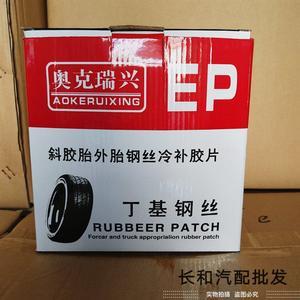 奥克瑞兴
AOKERUIXING
EP
斜胶胎外胎钢丝冷补胶片
丁基钢丝
RUBBEER PATCH
Forcar and truck appropriation rubber patch
e
长和汽配批发
实物拍摄 盗图必究